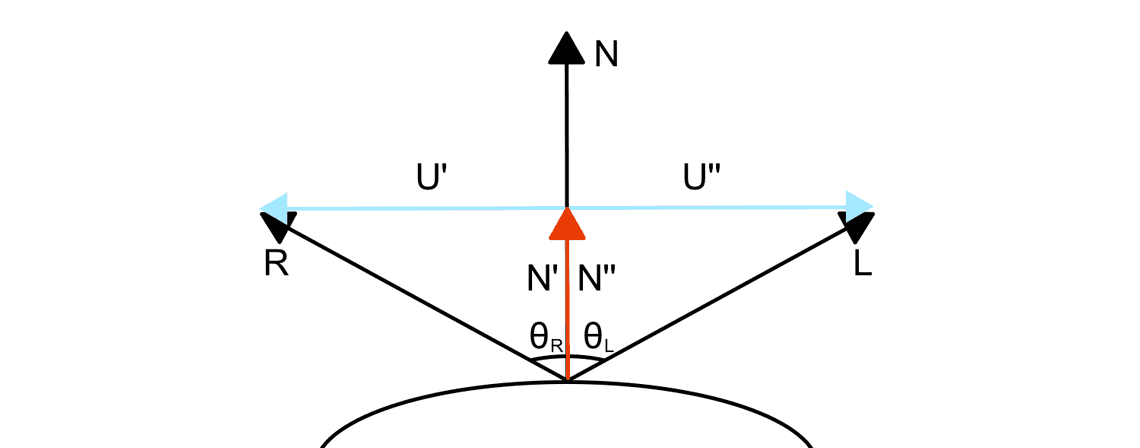 N
U' U"
R N' N" L
θR θL